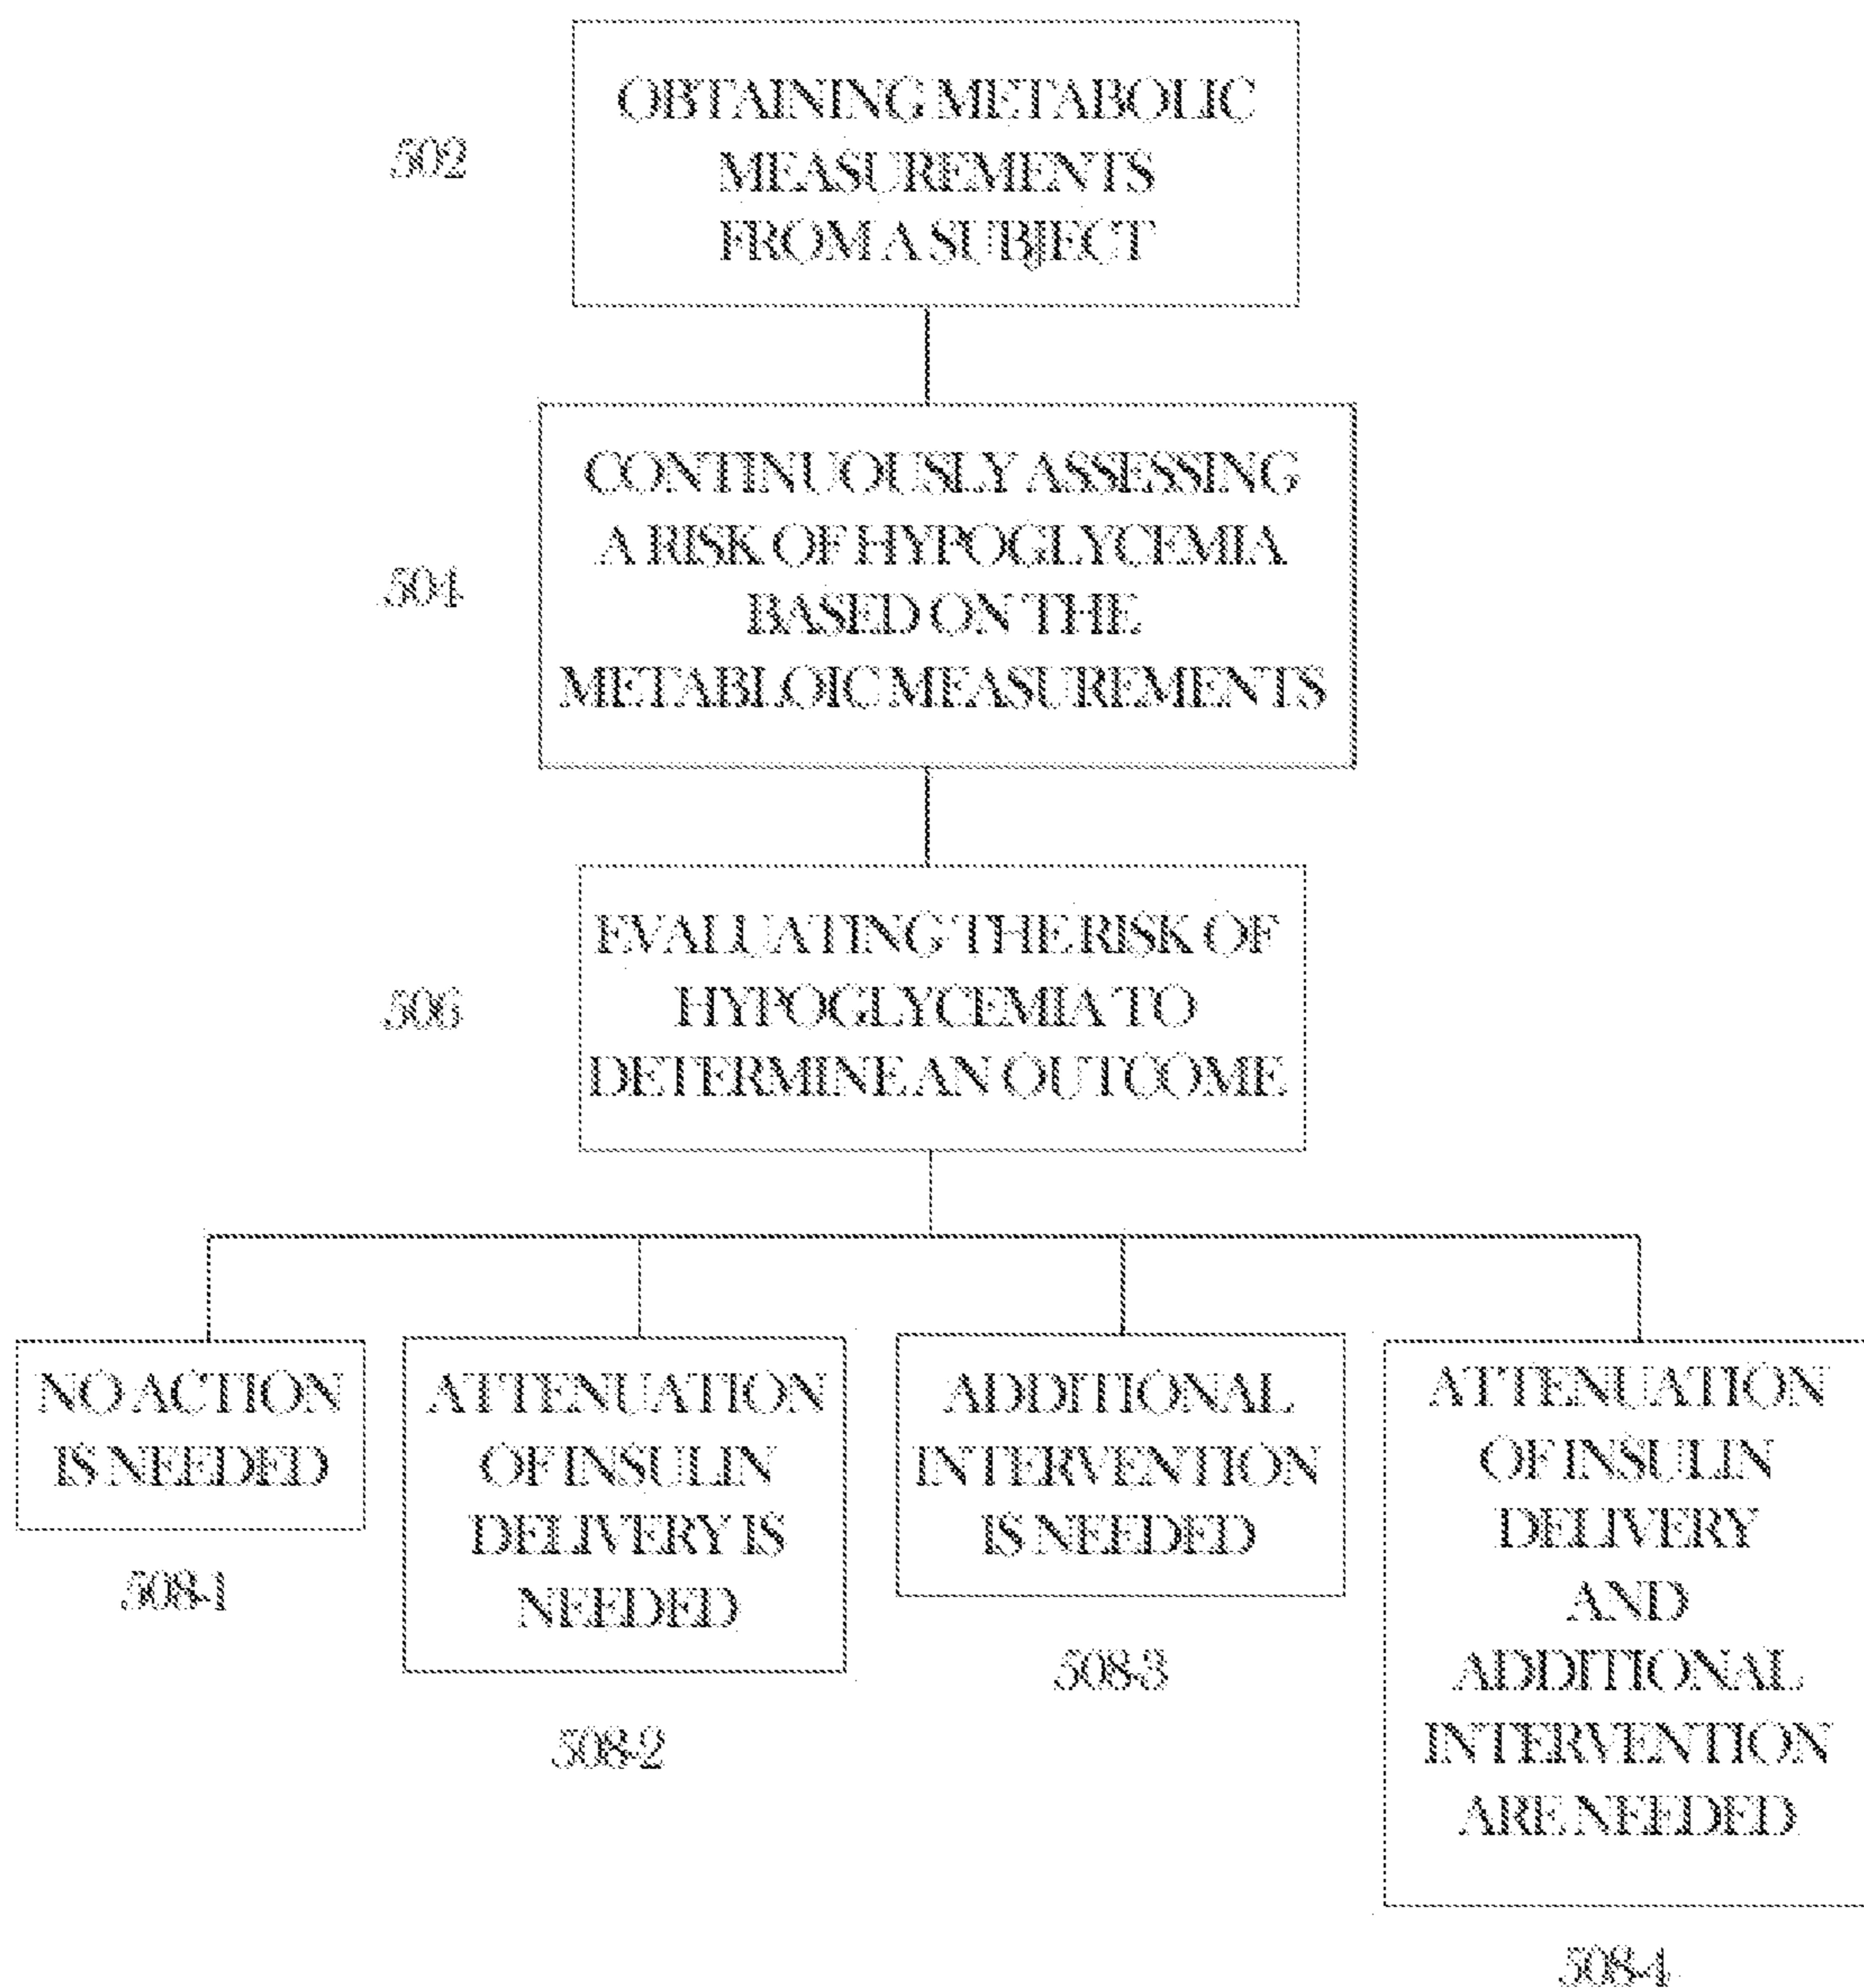 502
OBTAINING METABOLIC
MEASUREMENTS
FROM A SUBJECT
504
CONTINUOUSLY ASSESSING
A RISK OF HYPOGLYCEMIA
BASED ON THE
METABLOIC MEASUREMENTS
506
EVALUATING THE RISK OF
HYPOGLYCEMIA TO
DETERMINE AN OUTCOME
NO ACTION
IS NEEDED
508-1
ATTENUATION
OF INSULIN
DELIVERY IS
NEEDED
508-2
ADDITIONAL
INTERVENTION
IS NEEDED
508-3
ATTENUATION
OF INSULIN
DELIVERY
AND
ADDITIONAL
INTERVENTION
ARE NEEDED
508-4